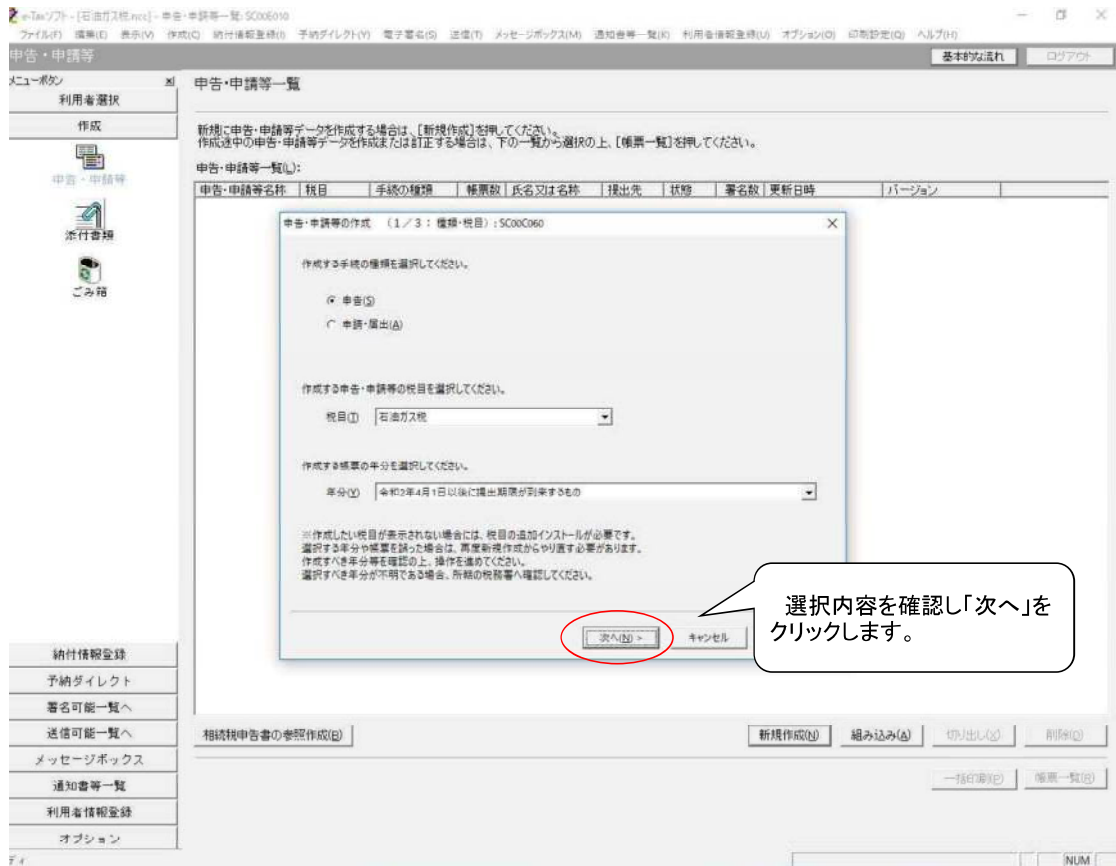 e-Taxソフト - [石油ガス税.ncc] - 申告・申請等一覧: SC006010
ファイル(F) 編集(E) 表示(V) 作成(C) 納付情報登録(I) 予納ダイレクト(Y) 電子署名(S) 送信(T) メッセージボックス(M) 通知書等一覧(K) 利用者情報登録(U) オプション(O) 印刷設定(Q) ヘルプ(H)
申告・申請等
基本的な流れ
ログアウト
メニューボタン
利用者選択
作成
申告・申請等
添付書類
ごみ箱
申告・申請等一覧
新規に申告・申請等データを作成する場合は、[新規作成]を押してください。
作成途中の申告・申請等データを作成または訂正する場合は、下の一覧から選択の上、[帳票一覧]を押してください。
申告・申請等一覧(L):
申告・申請等名称 税目 手続の種類 帳票数 氏名又は名称 提出先 状態 署名数 更新日時 バージョン
申告・申請等の作成 (1/3:種類・税目):SC00C060
作成する手続の種類を選択してください。
申告(S)
申請・届出(A)
作成する申告・申請等の税目を選択してください。
税目(T) 石油ガス税
作成する帳票の年分を選択してください。
年分(Y) 令和2年4月1日以後に提出期限が到来するもの
※作成したい税目が表示されない場合には、税目の追加インストールが必要です。
選択する年分や帳票を誤った場合は、再度新規作成からやり直す必要があります。
作成すべき年分等を確認の上、操作を進めてください。
選択すべき年分が不明である場合、所轄の税務署へ確認してください。
次へ(N) >
キャンセル
選択内容を確認し「次へ」を
クリックします。
納付情報登録
予納ダイレクト
署名可能一覧へ
送信可能一覧へ
メッセージボックス
通知書等一覧
利用者情報登録
オプション
相続税申告書の参照作成(B)
新規作成(N)
組み込み(A)
切り出し(X)
削除(D)
一括印刷(P)
帳票一覧(R)
ディ
NUM